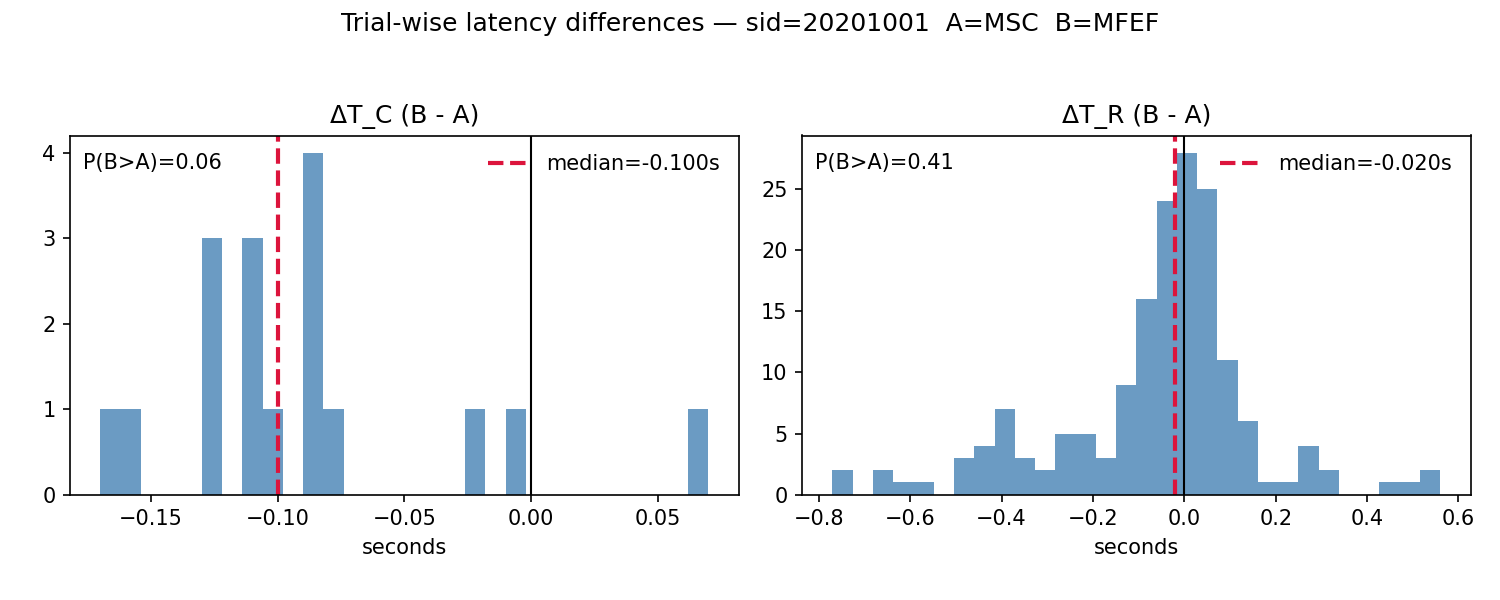 Trial-wise latency differences — sid=20201001  A=MSC  B=MFEF
ΔT_C (B - A)
P(B>A)=0.06
median=-0.100s
4
3
2
1
0
−0.15
−0.10
−0.05
0.00
0.05
seconds
ΔT_R (B - A)
P(B>A)=0.41
median=-0.020s
25
20
15
10
5
0
−0.8
−0.6
−0.4
−0.2
0.0
0.2
0.4
0.6
seconds